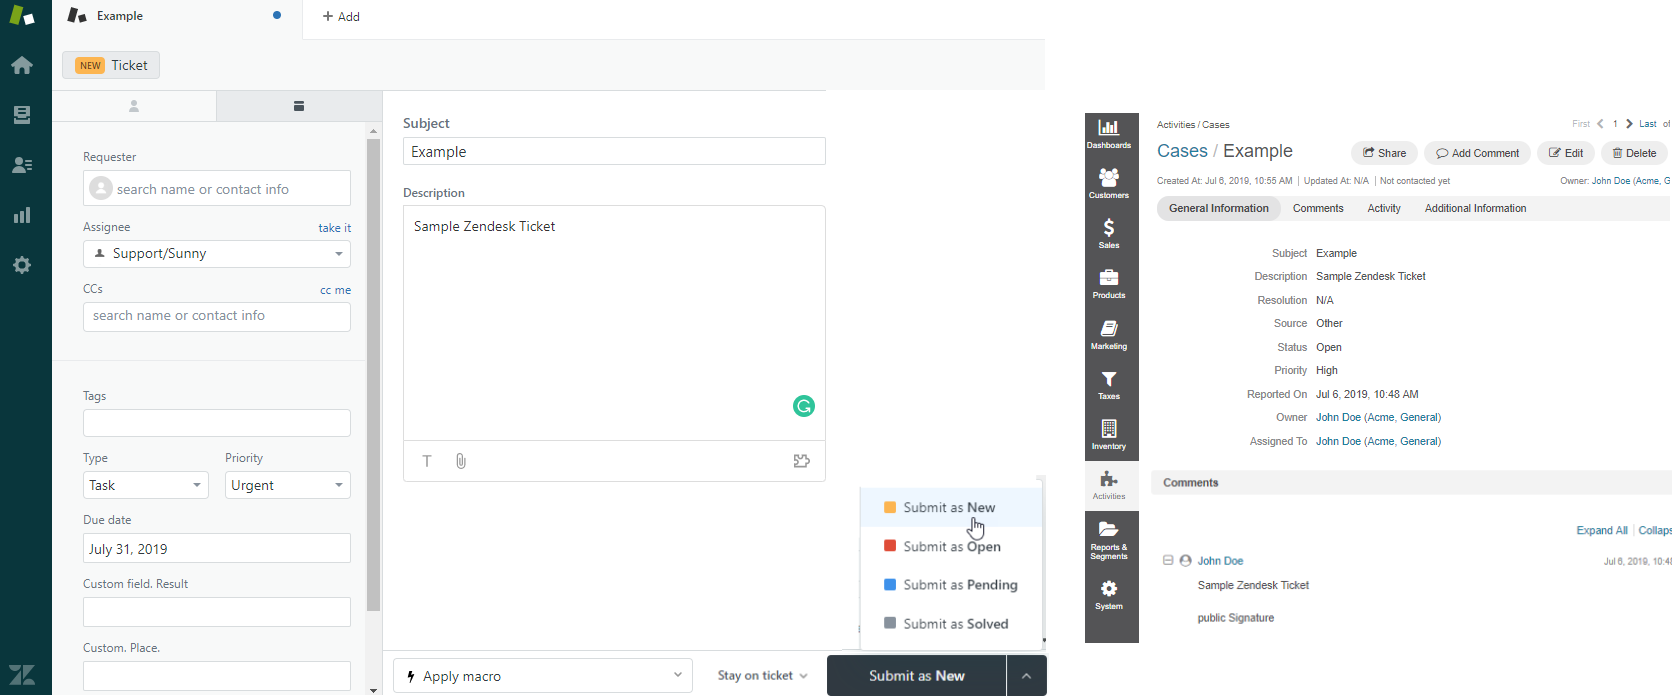 Example
+ Add
NEW Ticket
Requester
search name or contact info
Assignee
take it
Support/Sunny
CCs
cc me
search name or contact info
Tags
Type
Priority
Task
Urgent
Due date
July 31, 2019
Custom field. Result
Custom. Place.
Subject
Example
Description
Sample Zendesk Ticket
T
Submit as New
Submit as Open
Submit as Pending
Submit as Solved
Apply macro
Stay on ticket
Submit as New
Dashboards
Customers
Sales
Products
Marketing
Taxes
Inventory
Activities
Reports &
Segments
System
Activities / Cases
First 1 Last of
Cases / Example
Share
Add Comment
Edit
Delete
Created At: Jul 6, 2019, 10:55 AM | Updated At: N/A | Not contacted yet
Owner: John Doe (Acme, G
General Information
Comments
Activity
Additional Information
Subject Example
Description Sample Zendesk Ticket
Resolution N/A
Source Other
Status Open
Priority High
Reported On Jul 6, 2019, 10:48 AM
Owner John Doe (Acme, General)
Assigned To John Doe (Acme, General)
Comments
Expand All | Collaps
John Doe
Jul 6, 2019, 10:48
Sample Zendesk Ticket
public Signature